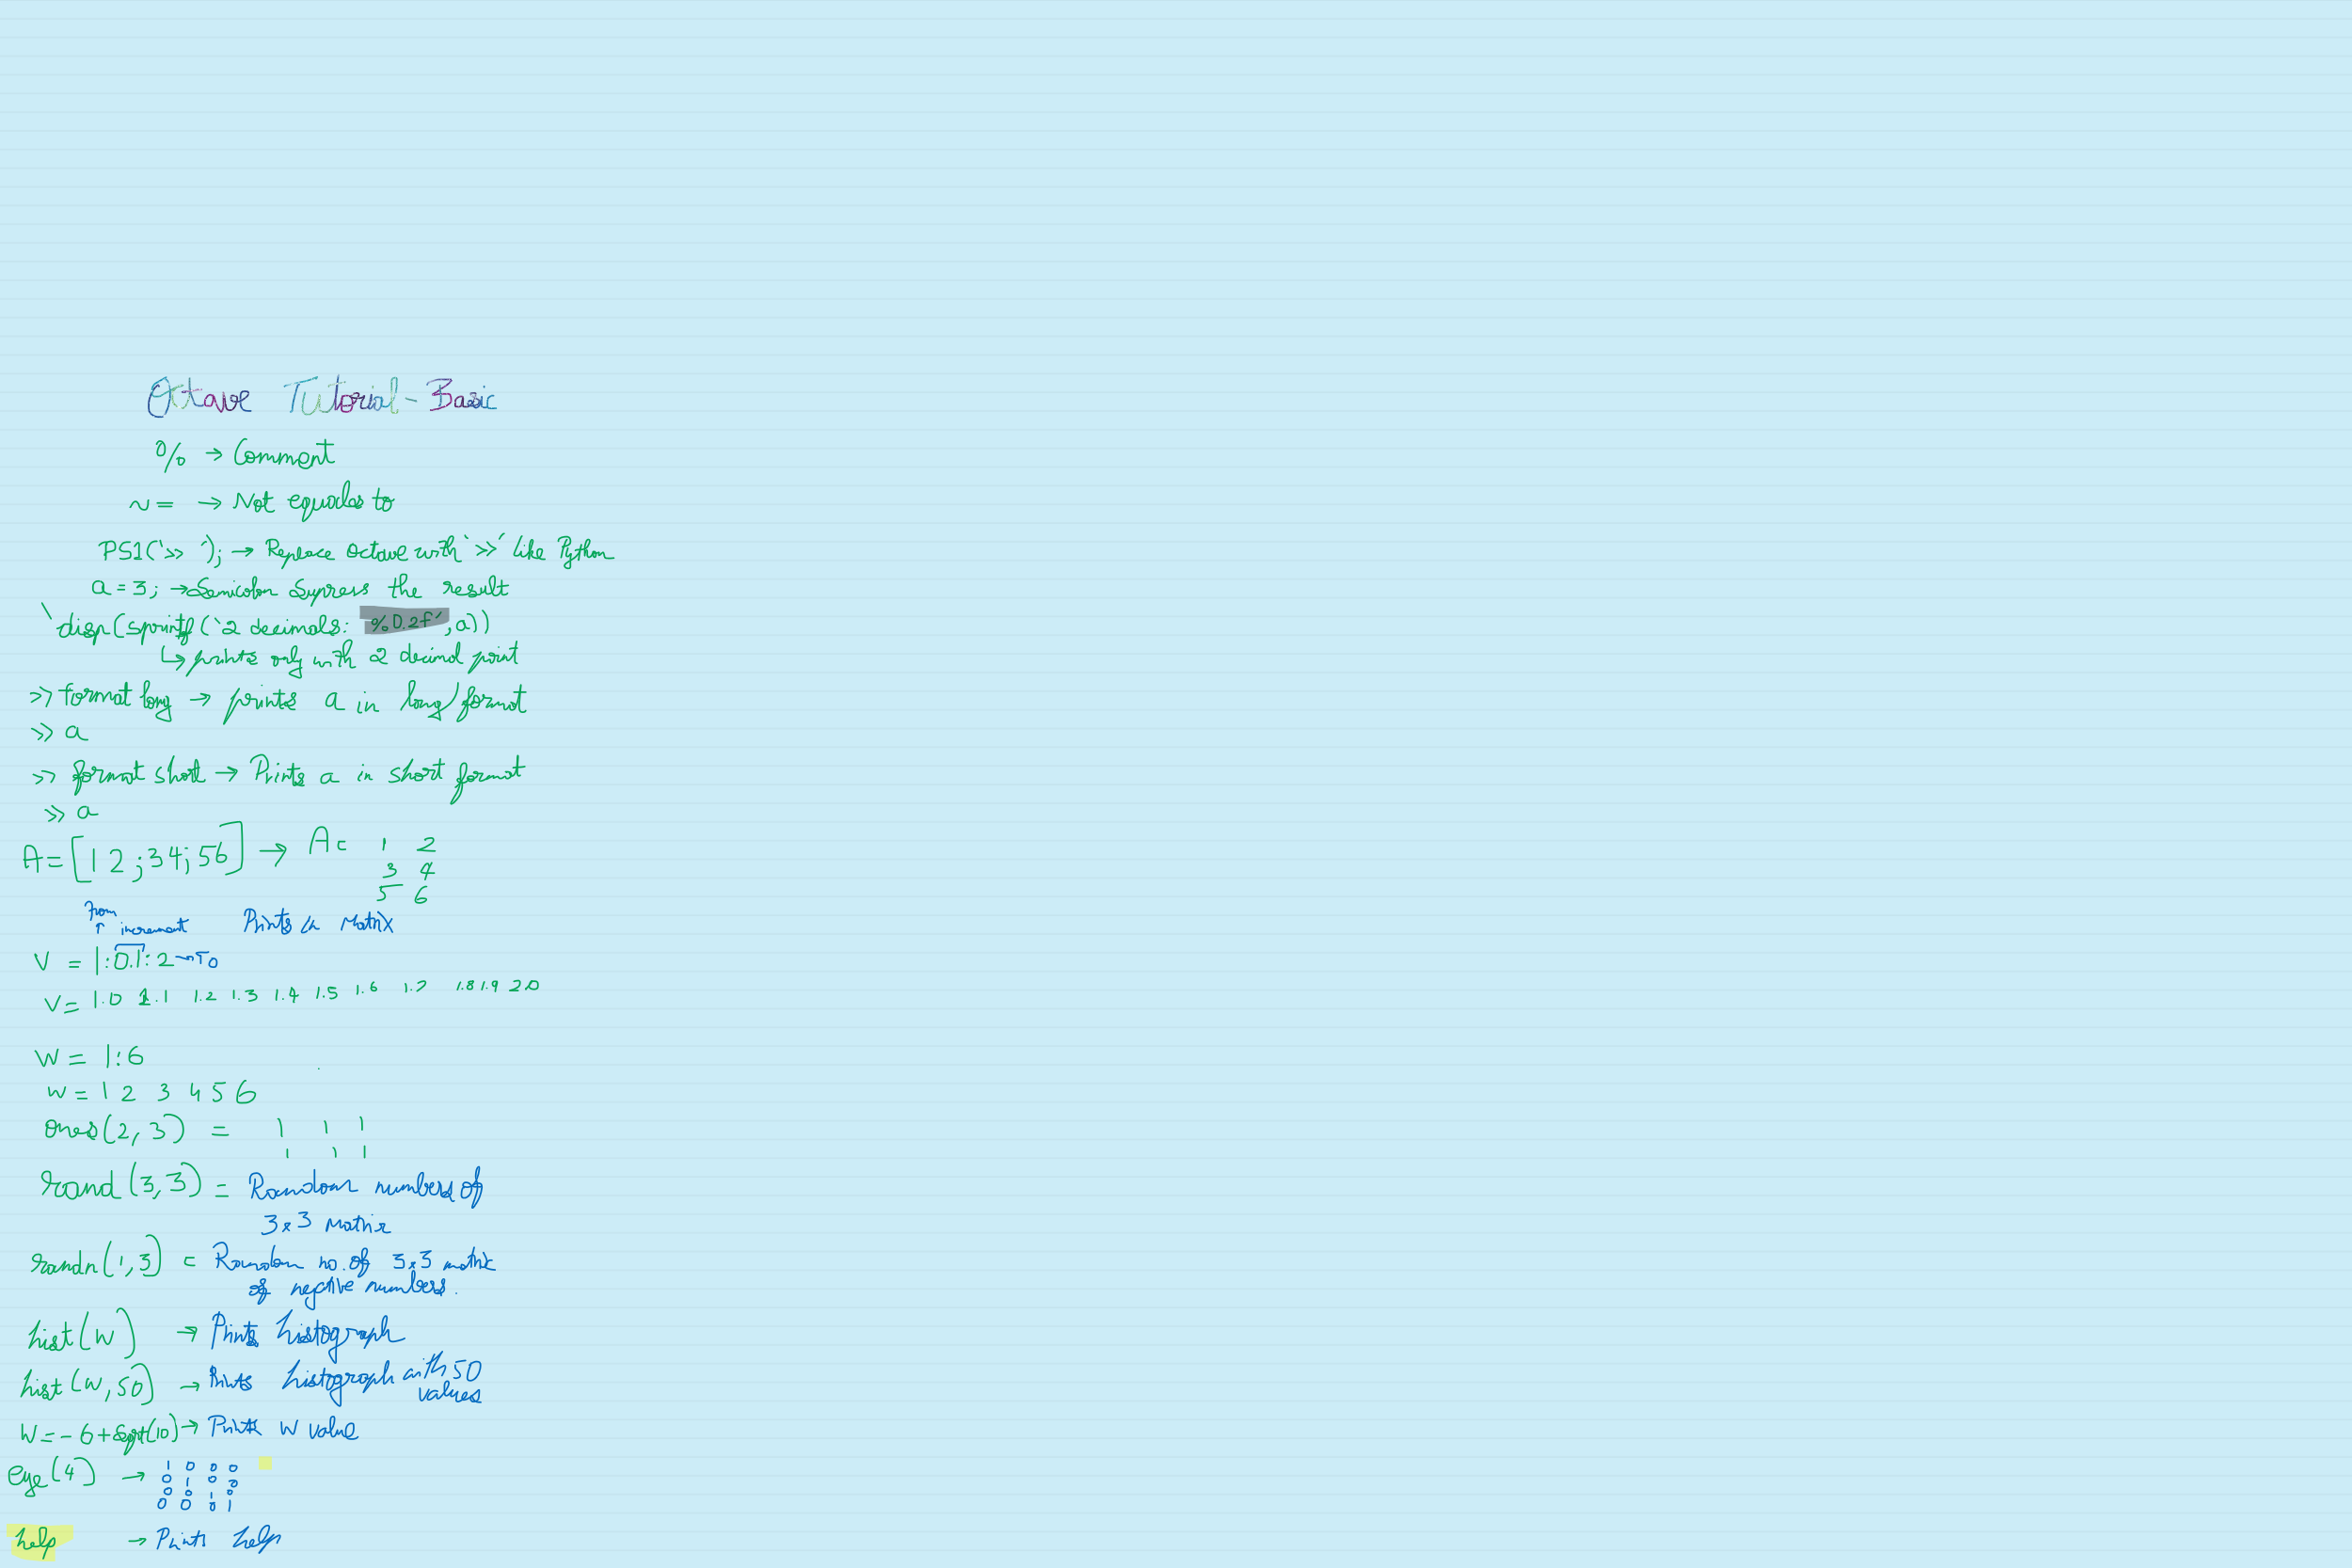 Octave Tutorial - Basic
% → Comment
~= → Not equales to
PS1('>> '); → Replace Octave with '>>' like Python
a = 3; → Semicolon Supress the result
disp(sprintf('2 decimals: %0.2f', a))
↳ prints only with 2 decimal point
>> format long → prints a in long format
>> a
>> format short → Prints a in short format
>> a
A = [1 2; 3 4; 5 6] → A = 1 2
3 4
5 6
From
↑ increment Prints a Matrix
V = 1:0.1:2 → To
V = 1.0 1.1 1.2 1.3 1.4 1.5 1.6 1.7 1.8 1.9 2.0
W = 1:6
W = 1 2 3 4 5 6
ones(2,3) = 1 1 1
1 1 1
rand(3,3) = Random numbers of
3x3 Matrix
randn(1,3) = Random no. of 3x3 matrix
of negative numbers.
hist(W) → Prints histograph
hist(W,50) → Prints histograph with 50
values
W = -6 + sqrt(10) → Prints W value
eye(4) → 1 0 0 0
0 1 0 0
0 0 1 0
0 0 0 1
help → Prints help